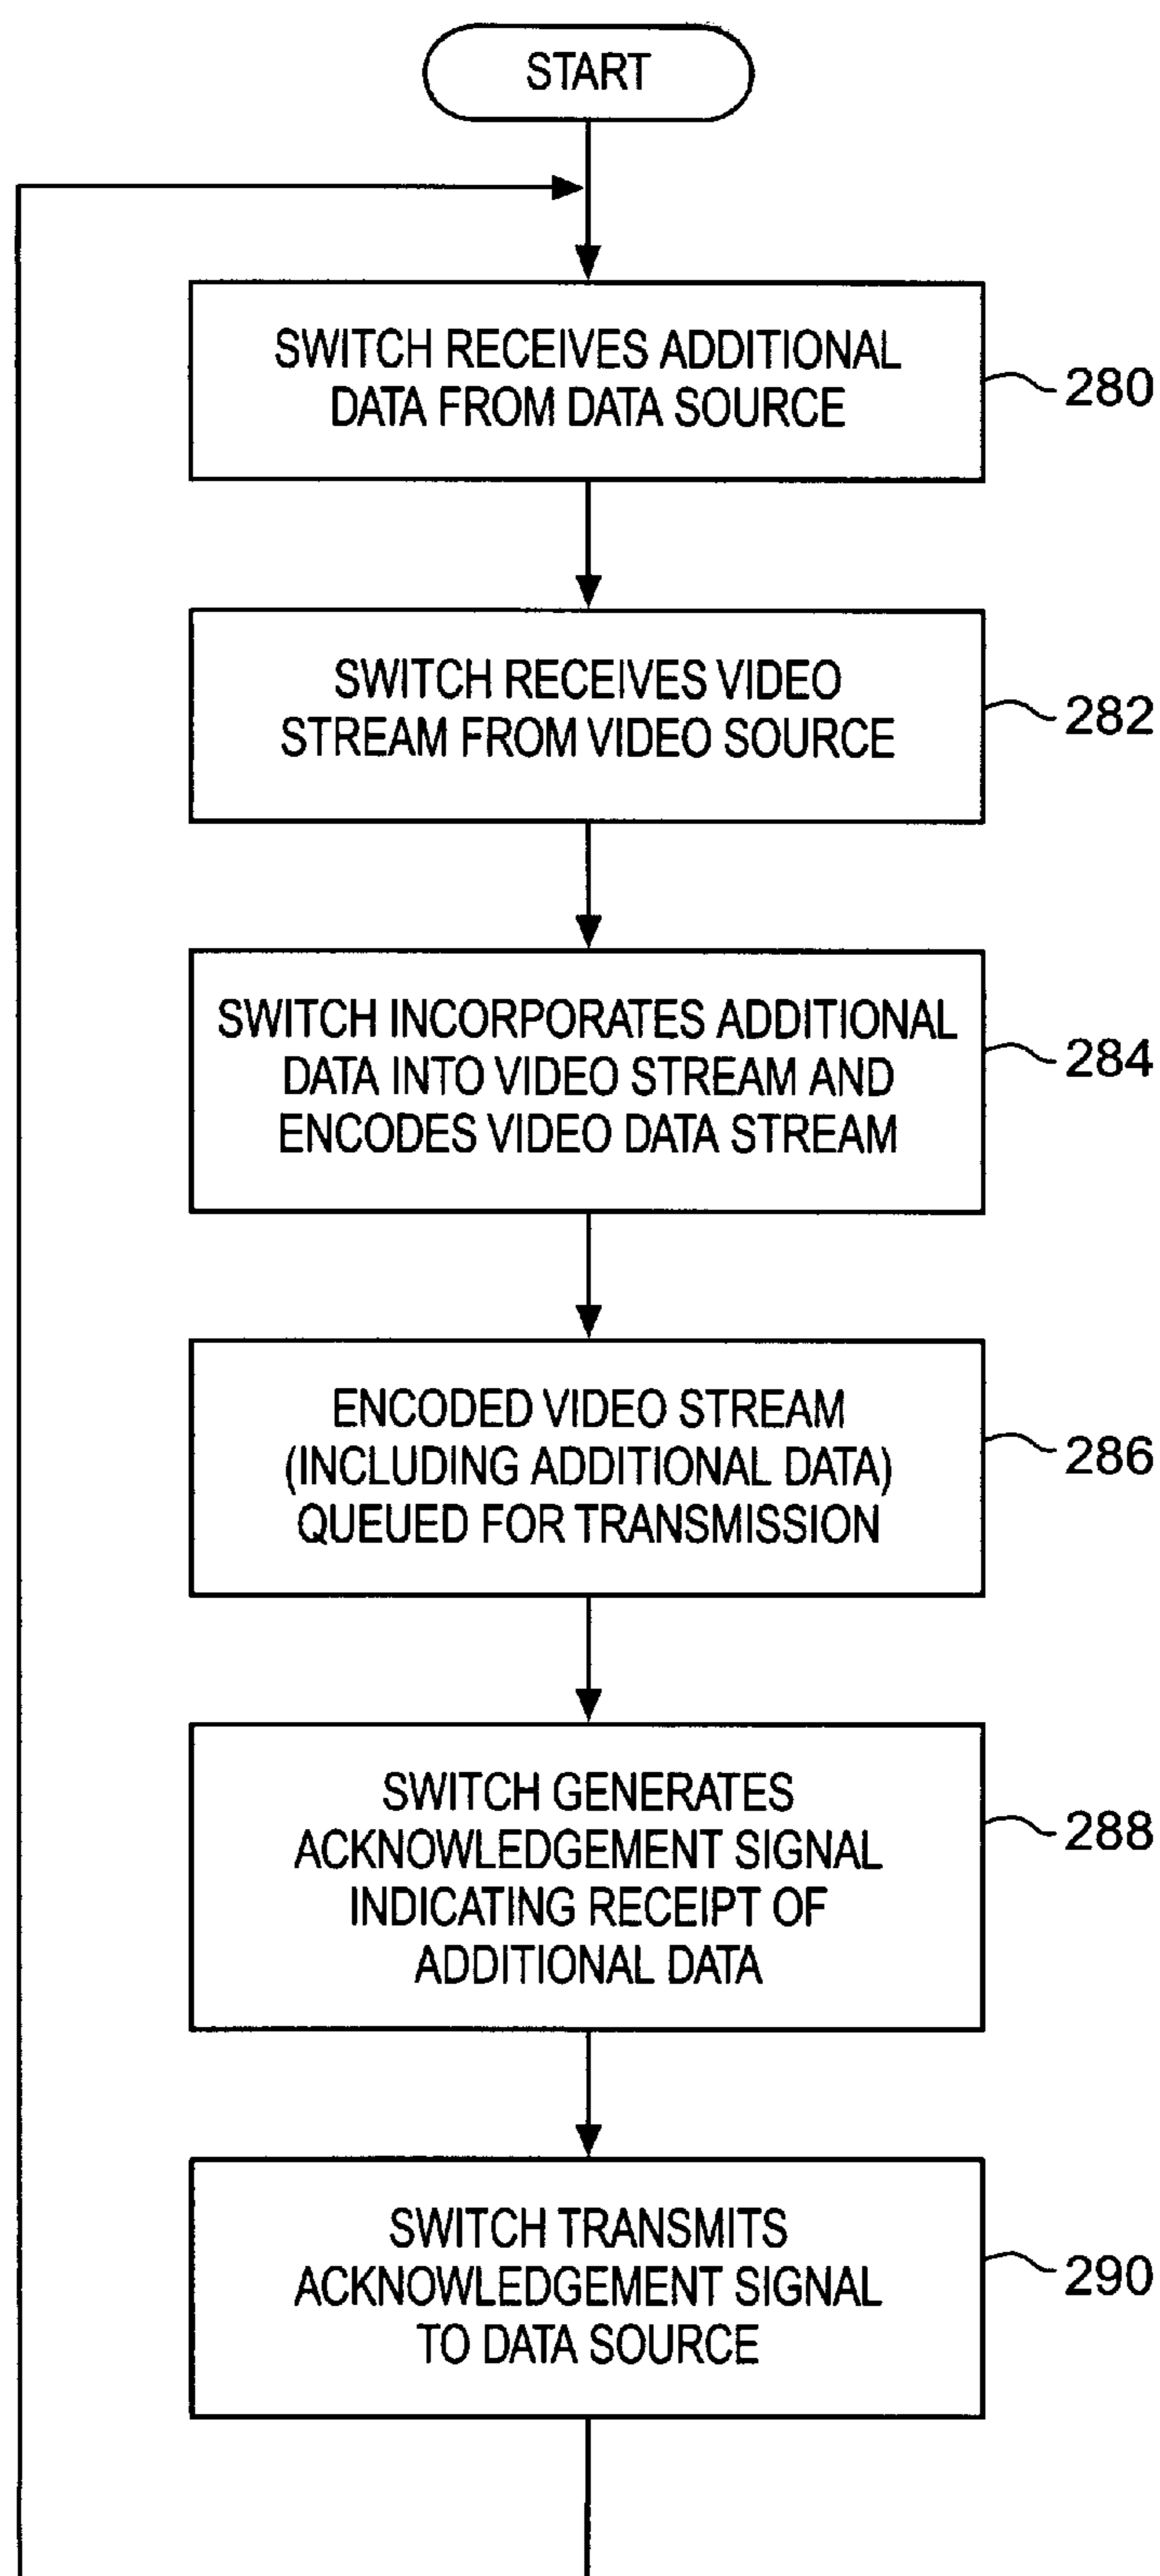 START
SWITCH RECEIVES ADDITIONAL
DATA FROM DATA SOURCE
280
SWITCH RECEIVES VIDEO
STREAM FROM VIDEO SOURCE
282
SWITCH INCORPORATES ADDITIONAL
DATA INTO VIDEO STREAM AND
ENCODES VIDEO DATA STREAM
284
ENCODED VIDEO STREAM
(INCLUDING ADDITIONAL DATA)
QUEUED FOR TRANSMISSION
286
SWITCH GENERATES
ACKNOWLEDGEMENT SIGNAL
INDICATING RECEIPT OF
ADDITIONAL DATA
288
SWITCH TRANSMITS
ACKNOWLEDGEMENT SIGNAL
TO DATA SOURCE
290